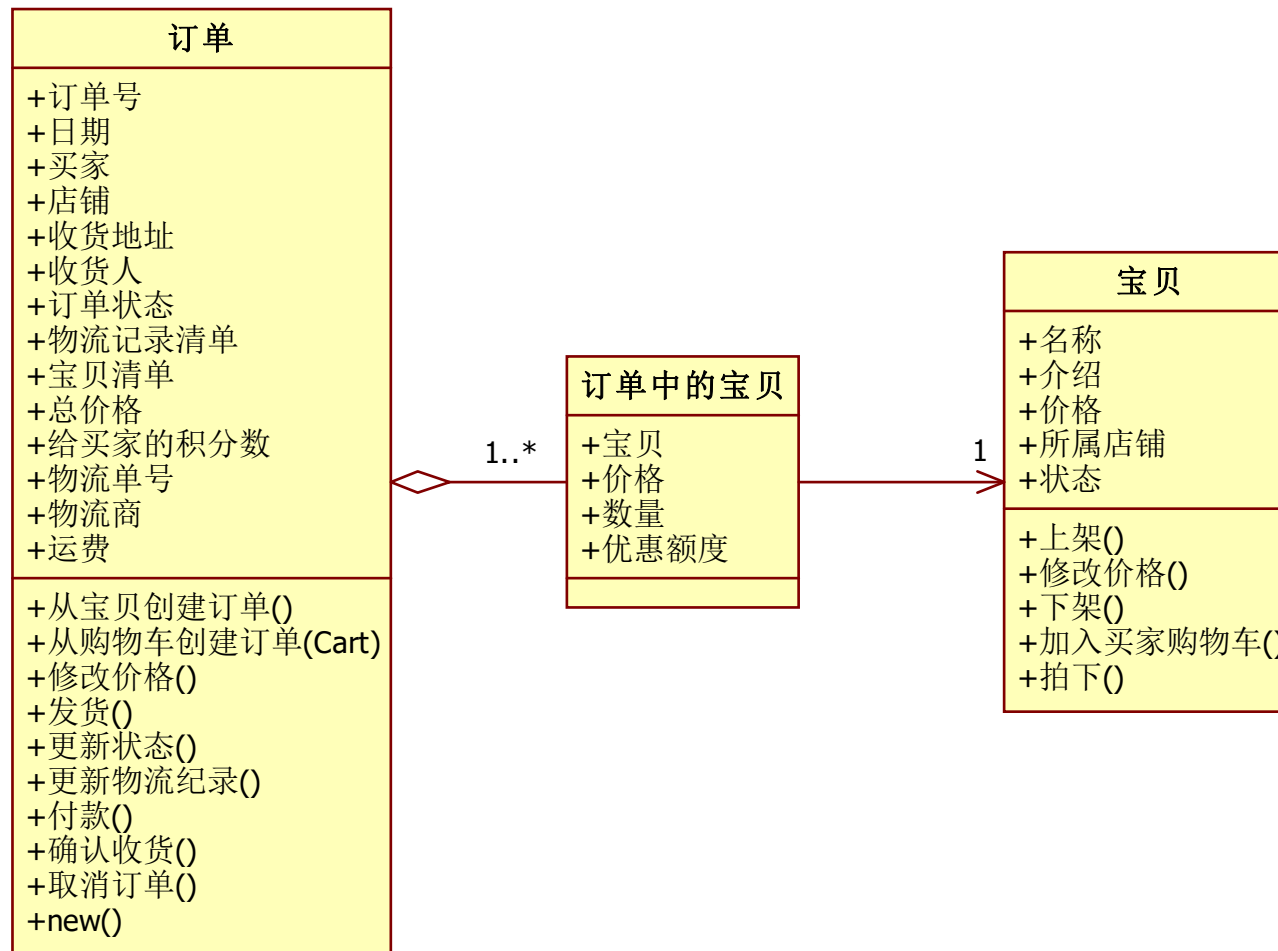 订单
+订单号
+日期
+买家
+店铺
+收货地址
+收货人
+订单状态
+物流记录清单
+宝贝清单
+总价格
+给买家的积分数
+物流单号
+物流商
+运费
+从宝贝创建订单()
+从购物车创建订单(Cart)
+修改价格()
+发货()
+更新状态()
+更新物流纪录()
+付款()
+确认收货()
+取消订单()
+new()
1..*
订单中的宝贝
+宝贝
+价格
+数量
+优惠额度
1
宝贝
+名称
+介绍
+价格
+所属店铺
+状态
+上架()
+修改价格()
+下架()
+加入买家购物车()
+拍下()